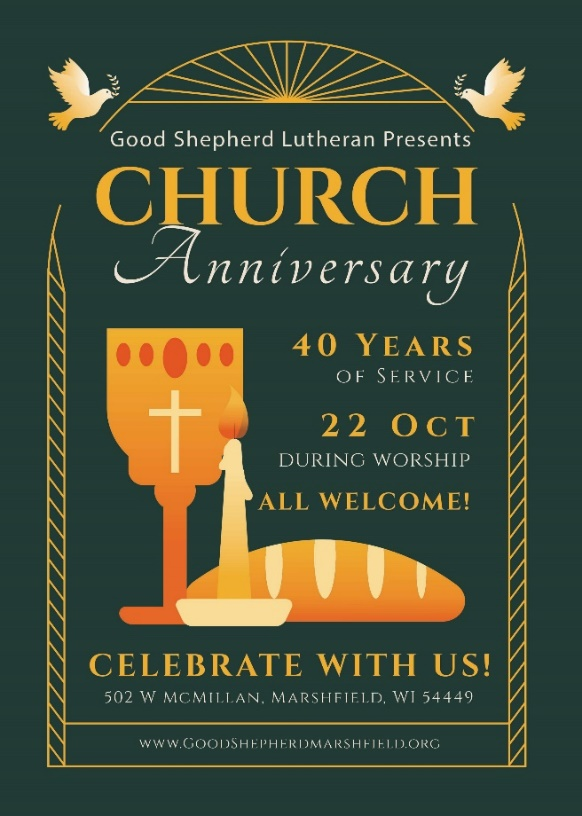 Good Shepherd Lutheran Presents
CHURCH
Anniversary
40 YEARS
OF SERVICE
22 OCT
DURING WORSHIP
ALL WELCOME!
CELEBRATE WITH US!
502 W MCMILLAN, MARSHFIELD, WI 54449
WWW.GOODSHEPHERDMARSHFIELD.ORG